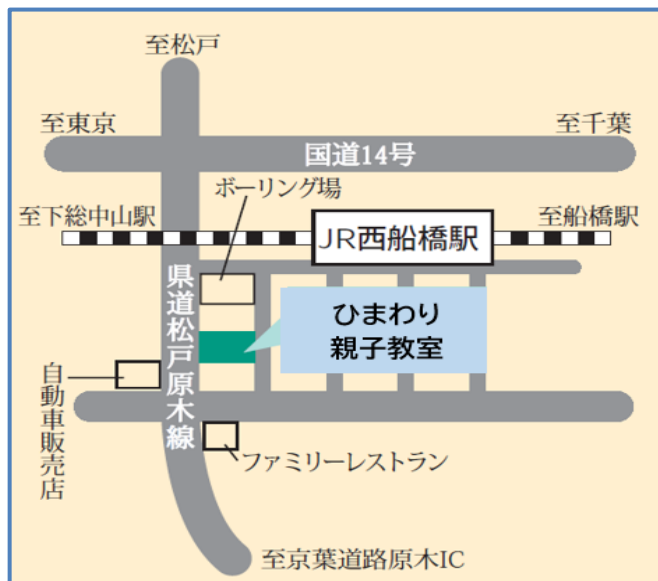 至松戸
至東京
至千葉
国道14号
ボーリング場
至下総中山駅
JR西船橋駅
至船橋駅
県道松戸原木線
ひまわり
親子教室
自動車販売店
ファミリーレストラン
至京葉道路原木IC